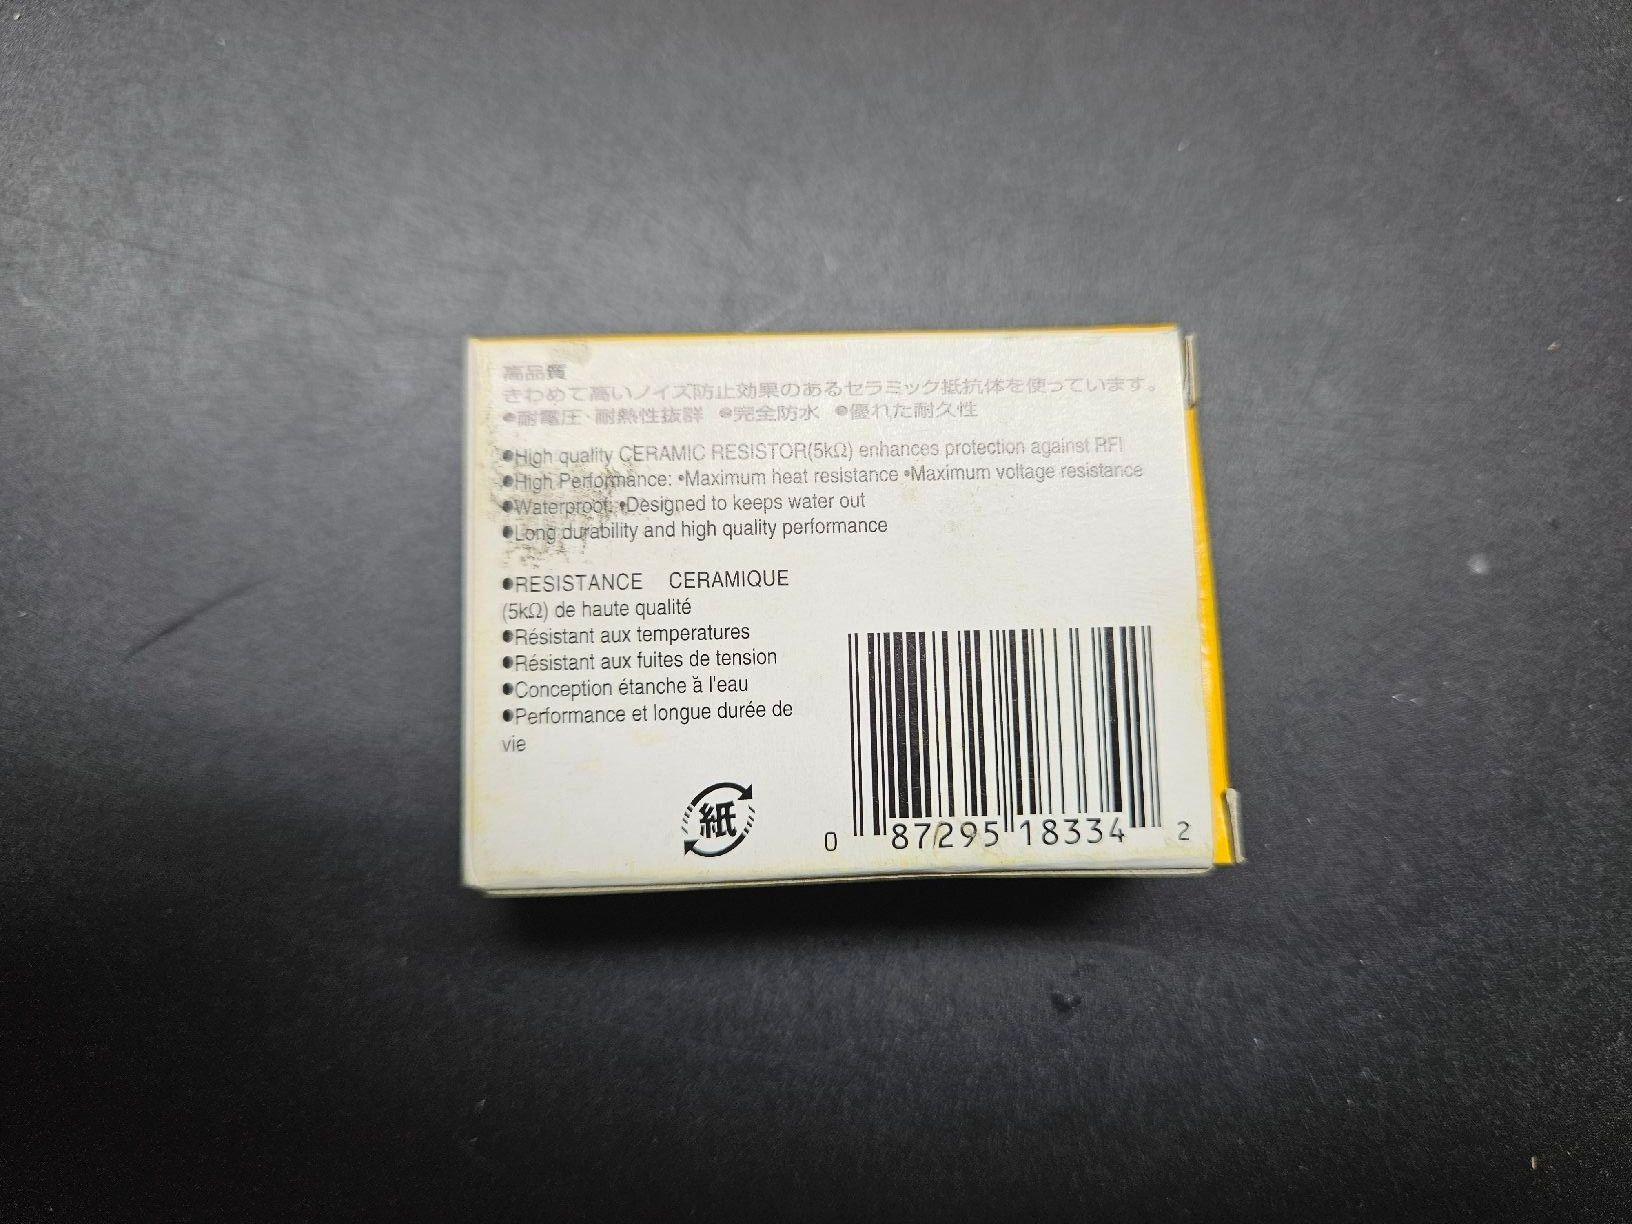 高品質
きわめて高いノイズ防止効果のあるセラミック抵抗体を使っています。
●耐電圧・耐熱性抜群 ●完全防水 ●優れた耐久性
●High quality CERAMIC RESISTOR(5kΩ) enhances protection against RFI
●High Performance: •Maximum heat resistance •Maximum voltage resistance
●Waterproof: •Designed to keeps water out
●Long durability and high quality performance
●RESISTANCE CERAMIQUE
(5kΩ) de haute qualité
●Résistant aux temperatures
●Résistant aux fuites de tension
●Conception étanche ă l'eau
●Performance et longue durée de
vie
紙
0 87295 18334 2